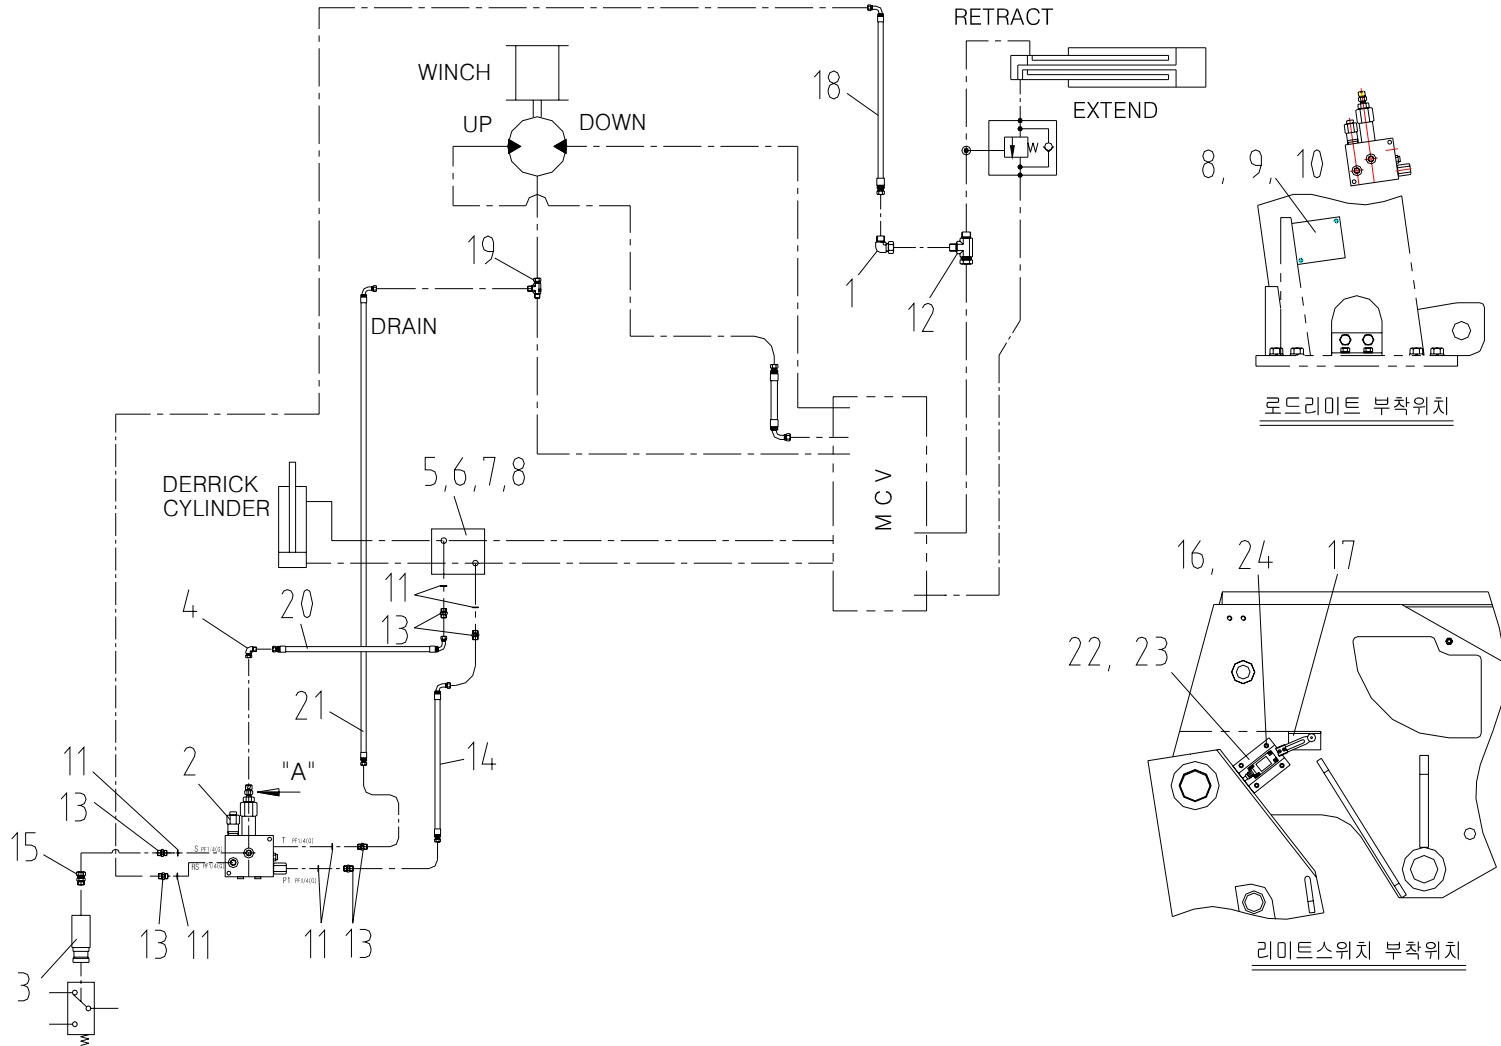 RETRACT
WINCH
18
EXTEND
UP
DOWN
8, 9, 10
19
1
12
DRAIN
로드리미트 부착위치
5,6,7,8
DERRICK
CYLINDER
MCV
16, 24
17
11
4
20
13
22, 23
21
14
11
2
"A"
13
15
S PF1/4(G)
T PF1/4(G)
RS PF1/4(G)
P1 PF1/4(G)
13
11
11
13
리미트스위치 부착위치
3